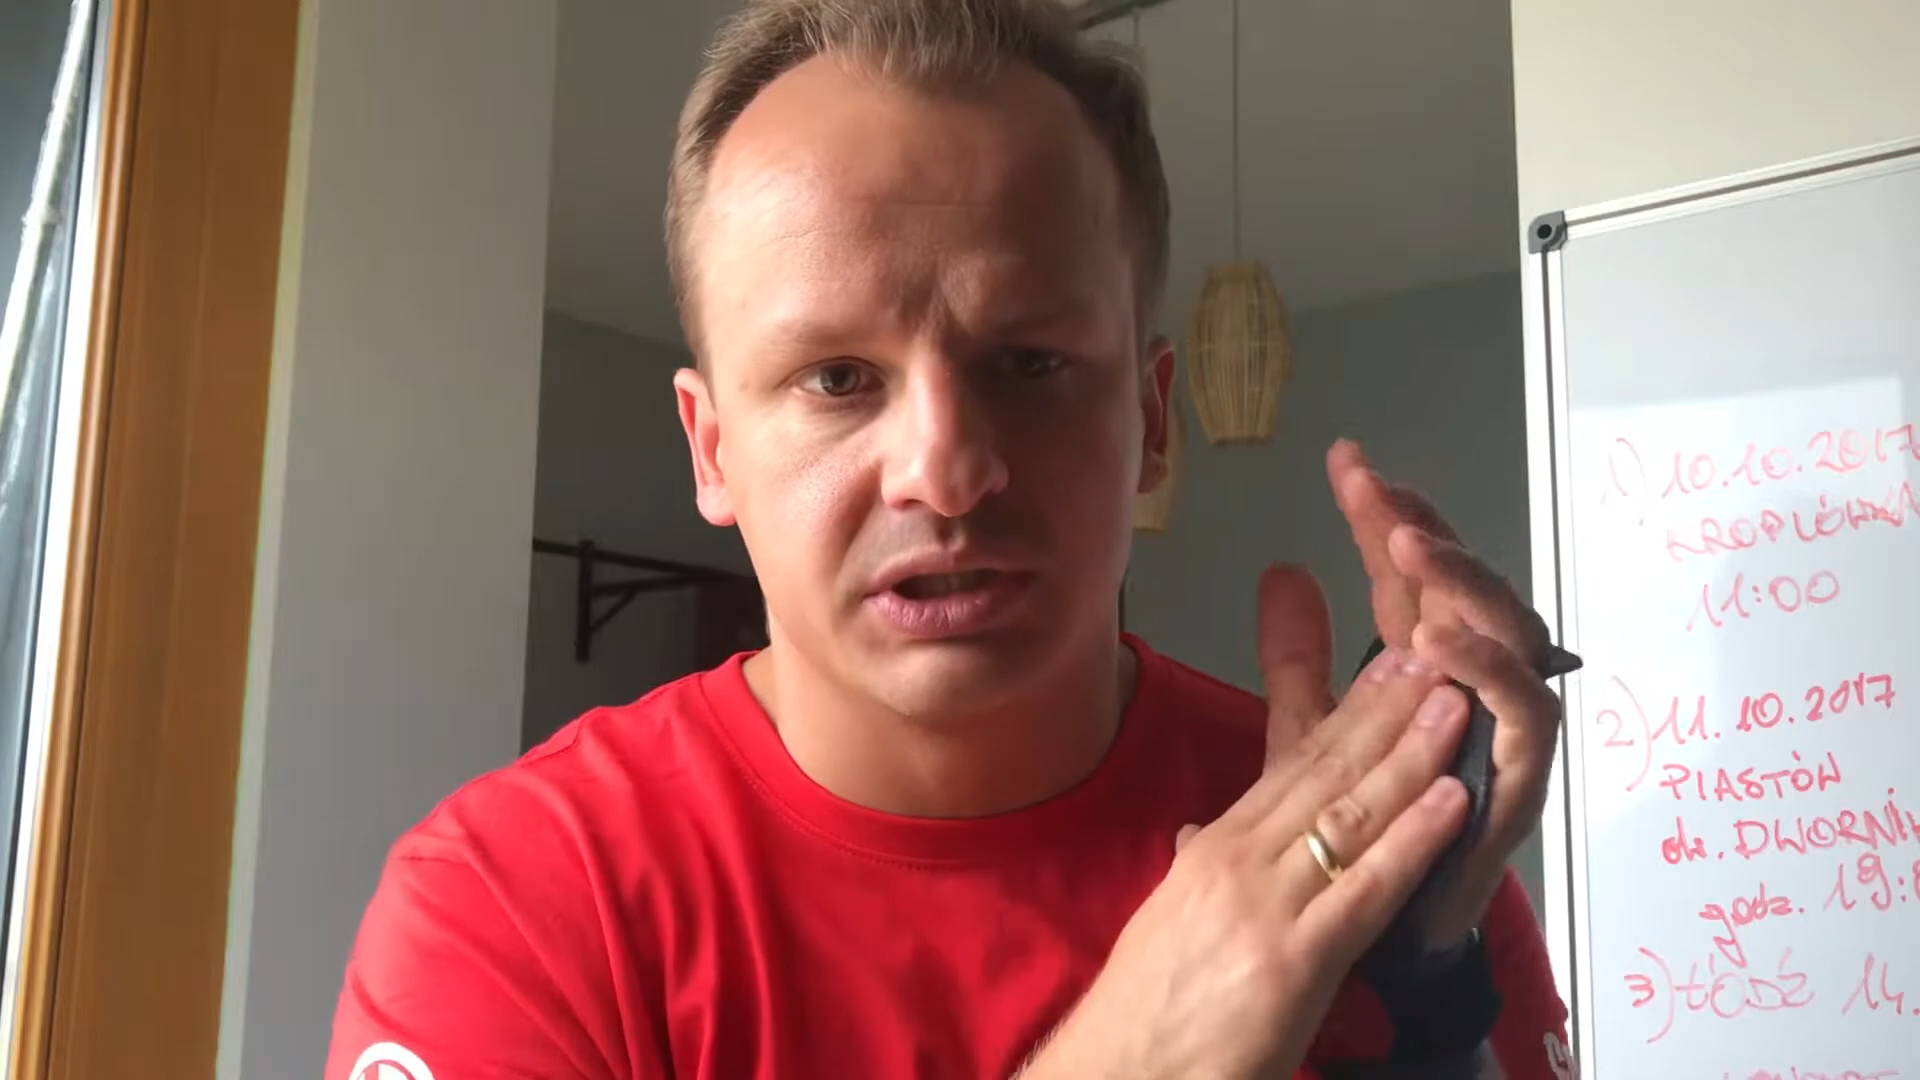 1) 10.10.2017
KROPLÓWKA
11:00
2) 11.10.2017
PIASTÓW
godz. 19:
3) ŁÓDŹ 14.